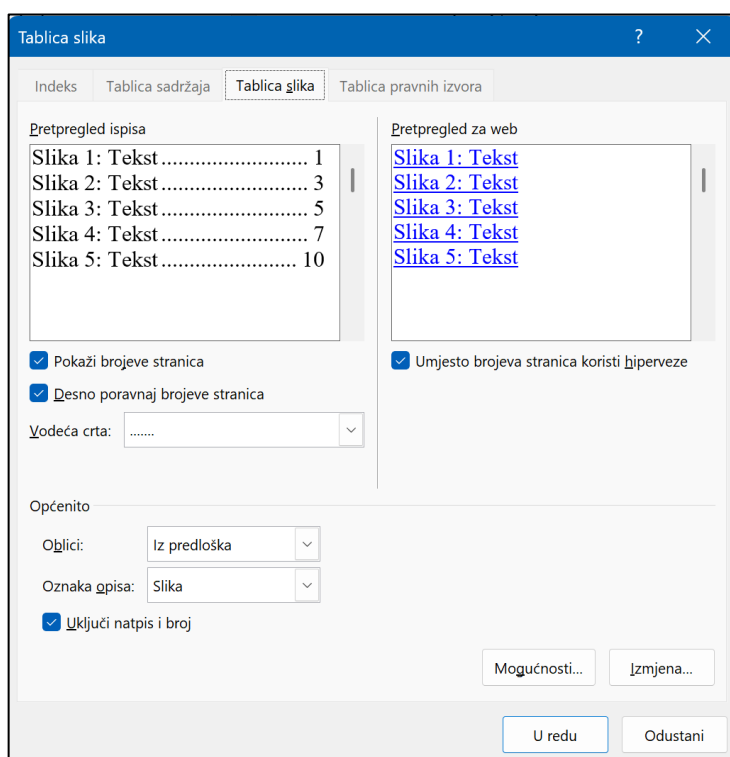 Tablica slika
?
Indeks
Tablica sadržaja
Tablica slika
Tablica pravnih izvora
Pretpregled ispisa
Slika 1: Tekst.......................... 1
Slika 2: Tekst.......................... 3
Slika 3: Tekst.......................... 5
Slika 4: Tekst.......................... 7
Slika 5: Tekst........................ 10
Pokaži brojeve stranica
Desno poravnaj brojeve stranica
Vodeća crta: .......
Pretpregled za web
Slika 1: Tekst
Slika 2: Tekst
Slika 3: Tekst
Slika 4: Tekst
Slika 5: Tekst
Umjesto brojeva stranica koristi hiperveze
Općenito
Oblici: Iz predloška
Oznaka opisa: Slika
Uključi natpis i broj
Mogućnosti... Izmjena...
U redu Odustani